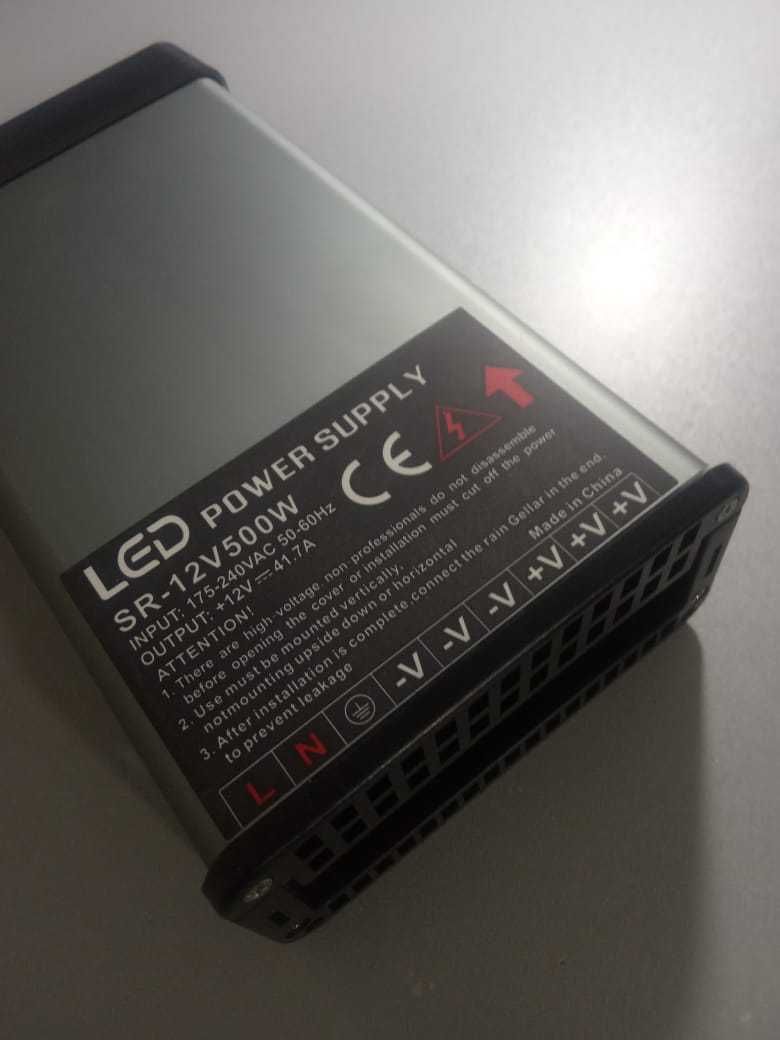 LED POWER SUPPLY
SR-12V500W
INPUT: 175-240VAC 50-60Hz
OUTPUT: +12V⎓41.7A
CE
ATTENTION!
1. There are high-voltage, non professionals do not disassemble
before opening the cover or installation must cut off the power
2. Use must be mounted vertically.
notmounting upside down or horizontal
3. After installation is complete,connect the rain Gellar in the end.
to prevent leakage
Made in China
L N ⏚ -V -V -V +V +V +V